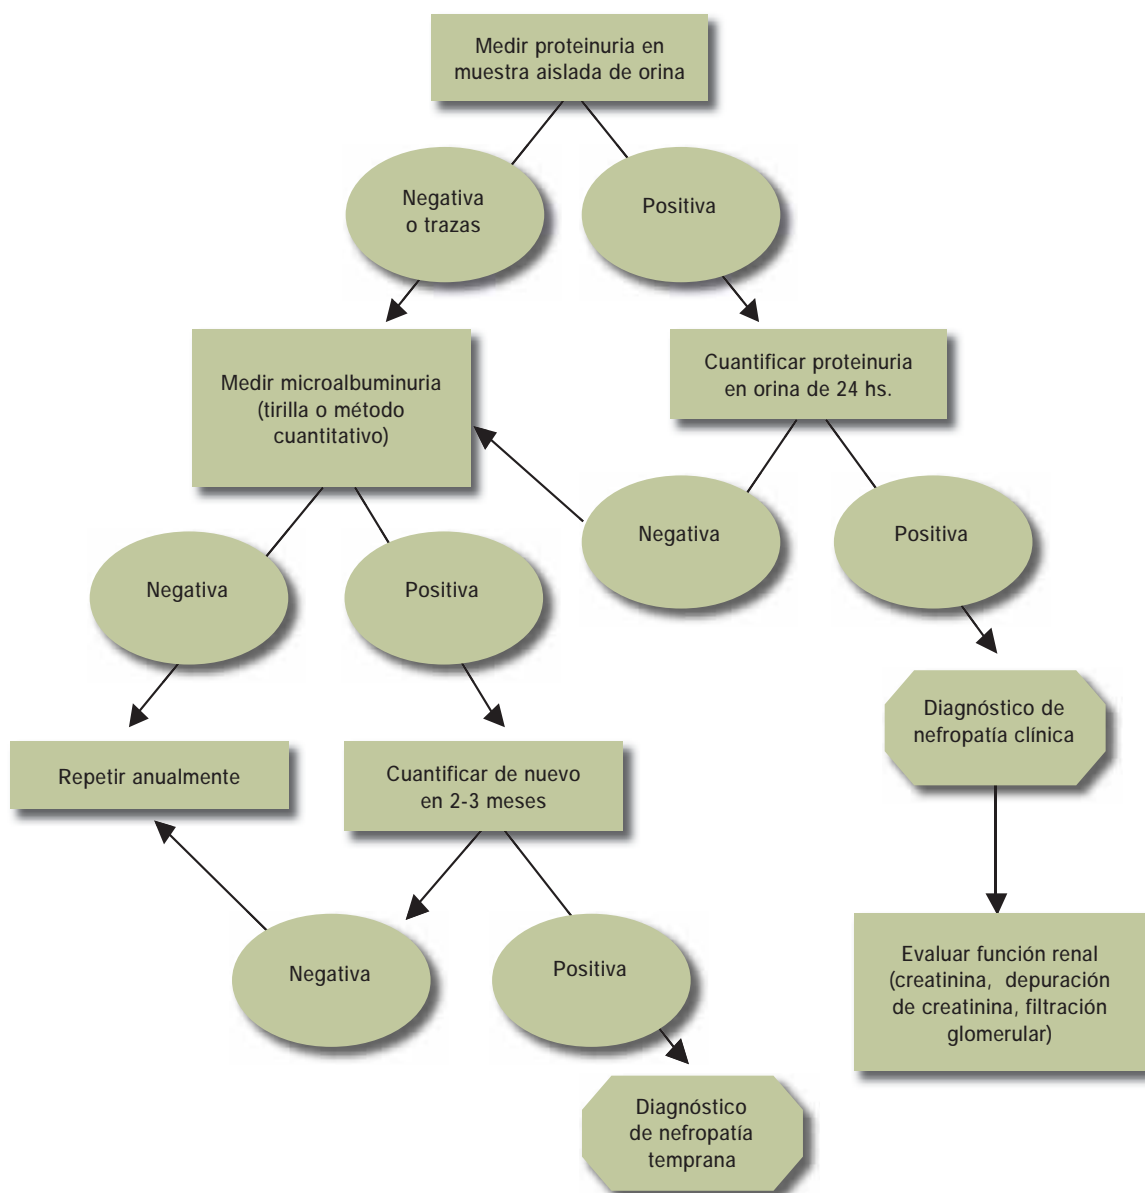 Medir proteinuria en
muestra aislada de orina
Negativa
o trazas
Positiva
Medir microalbuminuria
(tirilla o método
cuantitativo)
Cuantificar proteinuria
en orina de 24 hs.
Negativa
Positiva
Negativa
Positiva
Diagnóstico de
nefropatía clínica
Repetir anualmente
Cuantificar de nuevo
en 2-3 meses
Negativa
Positiva
Evaluar función renal
(creatinina, depuración
de creatinina, filtración
glomerular)
Diagnóstico
de nefropatía
temprana